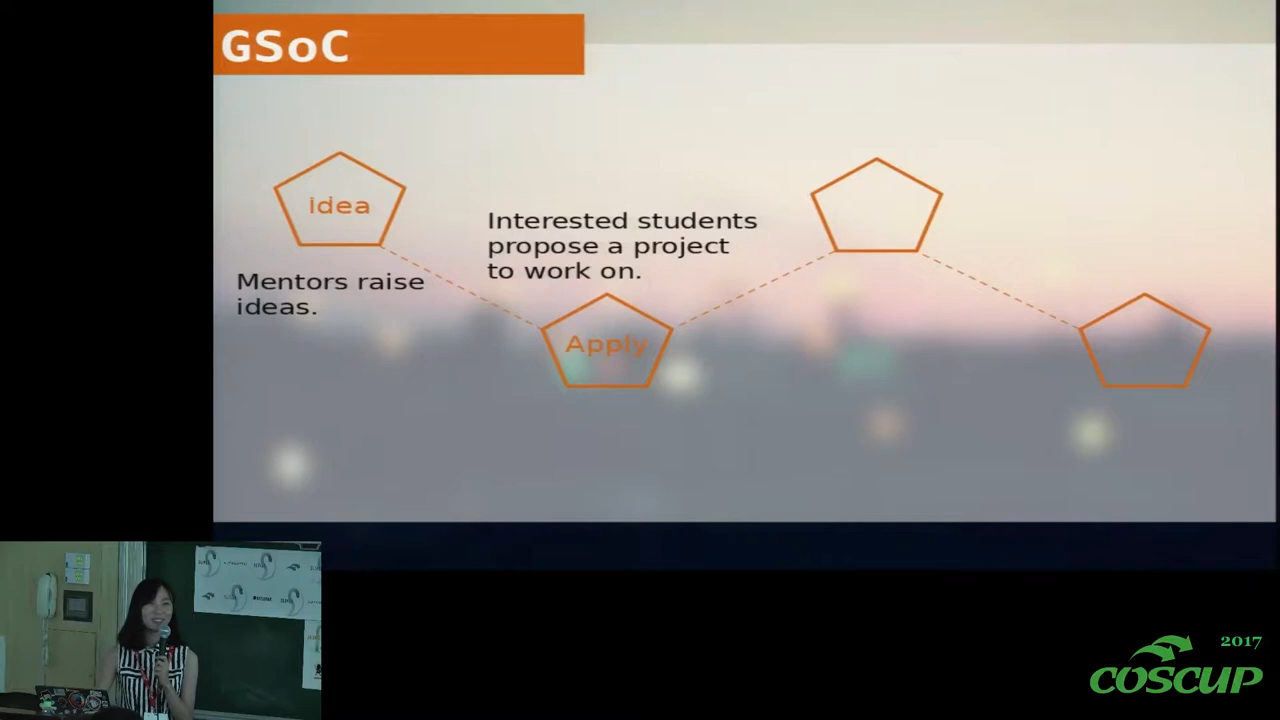 GSoC
Idea
Interested students
propose a project
to work on.
Mentors raise
ideas.
Apply
2017
COSCUP